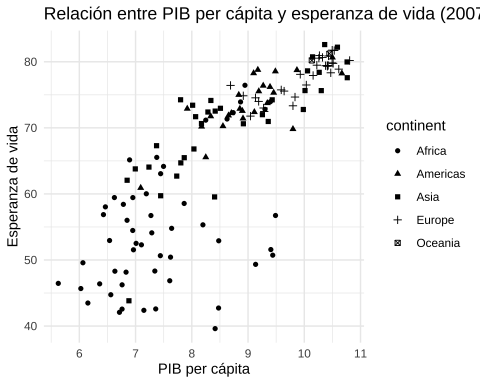 Relación entre PIB per cápita y esperanza de vida (2007
Esperanza de vida
80
70
60
50
40
6 7 8 9 10 11
PIB per cápita
continent
Africa
Americas
Asia
Europe
Oceania